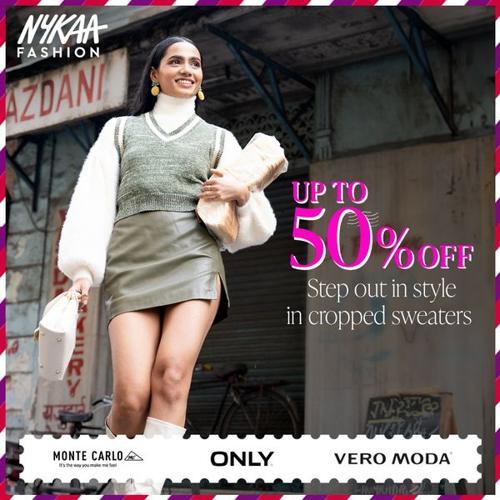 NYKAA
FASHION
AZDANI
UP TO
50% OFF
Step out in style
in cropped sweaters
MONTE CARLO
It's the way you make me feel
ONLY
VERO MODA